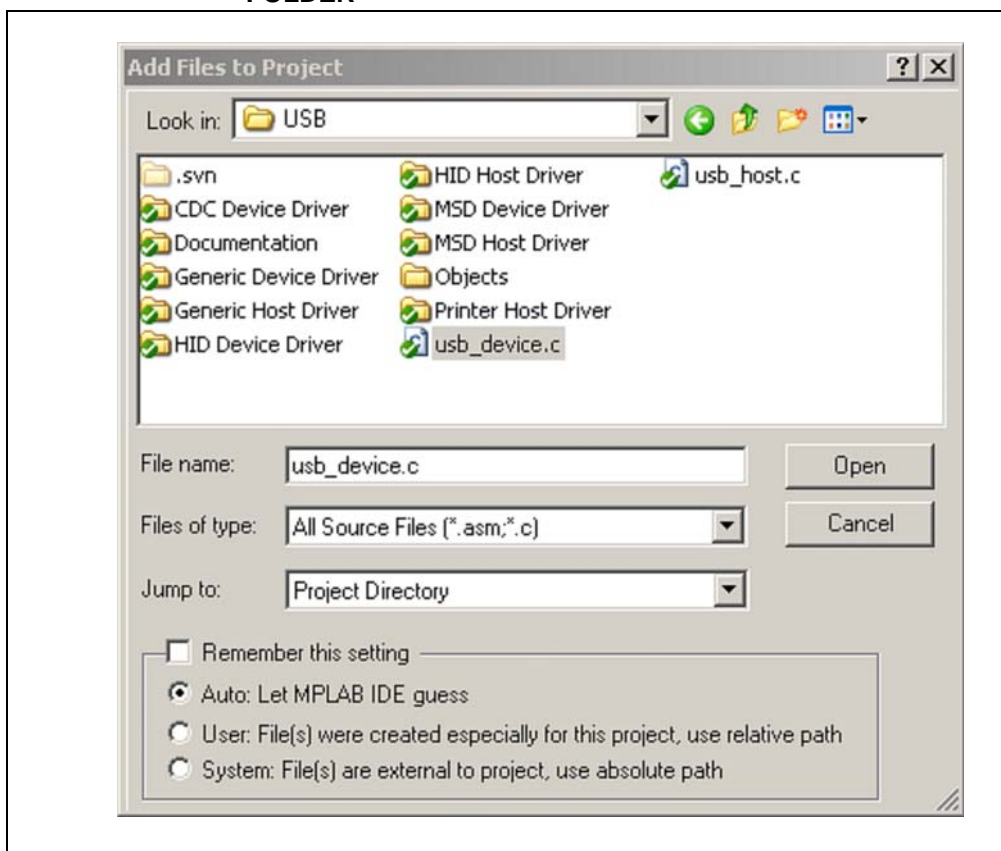 FOLDER
Add Files to Project
Look in: USB
.svn
CDC Device Driver
Documentation
Generic Device Driver
Generic Host Driver
HID Device Driver
HID Host Driver
MSD Device Driver
MSD Host Driver
Objects
Printer Host Driver
usb_device.c
usb_host.c
File name: usb_device.c Open
Files of type: All Source Files (*.asm;*.c) Cancel
Jump to: Project Directory
Remember this setting
Auto: Let MPLAB IDE guess
User: File(s) were created especially for this project, use relative path
System: File(s) are external to project, use absolute path